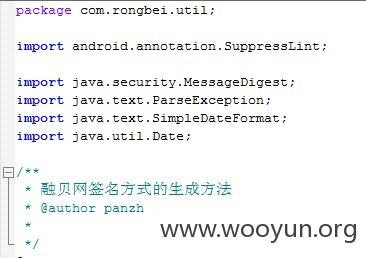 package com.rongbei.util;
import android.annotation.SuppressLint;
import java.security.MessageDigest;
import java.text.ParseException;
import java.text.SimpleDateFormat;
import java.util.Date;
/**
* 融贝网签名方式的生成方法
* @author panzh
*
*/
www.wooyun.org